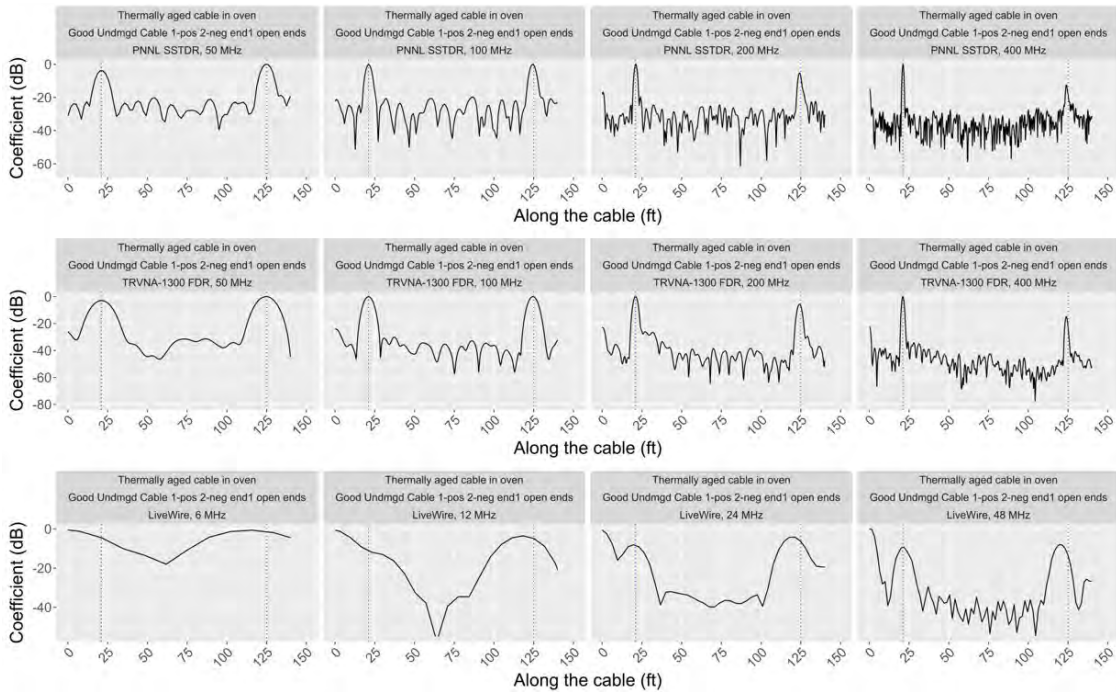 Thermally aged cable in oven
Good Undmgd Cable 1-pos 2-neg end1 open ends
PNNL SSTDR, 50 MHz
Thermally aged cable in oven
Good Undmgd Cable 1-pos 2-neg end1 open ends
PNNL SSTDR, 100 MHz
Thermally aged cable in oven
Good Undmgd Cable 1-pos 2-neg end1 open ends
PNNL SSTDR, 200 MHz
Thermally aged cable in oven
Good Undmgd Cable 1-pos 2-neg end1 open ends
PNNL SSTDR, 400 MHz
Coefficient (dB)
0
-20
-40
-60
0 25 50 75 100 125 150
0 25 50 75 100 125 150
0 25 50 75 100 125 150
0 25 50 75 100 125 150
Along the cable (ft)
Thermally aged cable in oven
Good Undmgd Cable 1-pos 2-neg end1 open ends
TRVNA-1300 FDR, 50 MHz
Thermally aged cable in oven
Good Undmgd Cable 1-pos 2-neg end1 open ends
TRVNA-1300 FDR, 100 MHz
Thermally aged cable in oven
Good Undmgd Cable 1-pos 2-neg end1 open ends
TRVNA-1300 FDR, 200 MHz
Thermally aged cable in oven
Good Undmgd Cable 1-pos 2-neg end1 open ends
TRVNA-1300 FDR, 400 MHz
Coefficient (dB)
0
-20
-40
-60
-80
0 25 50 75 100 125 150
0 25 50 75 100 125 150
0 25 50 75 100 125 150
0 25 50 75 100 125 150
Along the cable (ft)
Thermally aged cable in oven
Good Undmgd Cable 1-pos 2-neg end1 open ends
LiveWire, 6 MHz
Thermally aged cable in oven
Good Undmgd Cable 1-pos 2-neg end1 open ends
LiveWire, 12 MHz
Thermally aged cable in oven
Good Undmgd Cable 1-pos 2-neg end1 open ends
LiveWire, 24 MHz
Thermally aged cable in oven
Good Undmgd Cable 1-pos 2-neg end1 open ends
LiveWire, 48 MHz
Coefficient (dB)
0
-20
-40
0 25 50 75 100 125 150
0 25 50 75 100 125 150
0 25 50 75 100 125 150
0 25 50 75 100 125 150
Along the cable (ft)